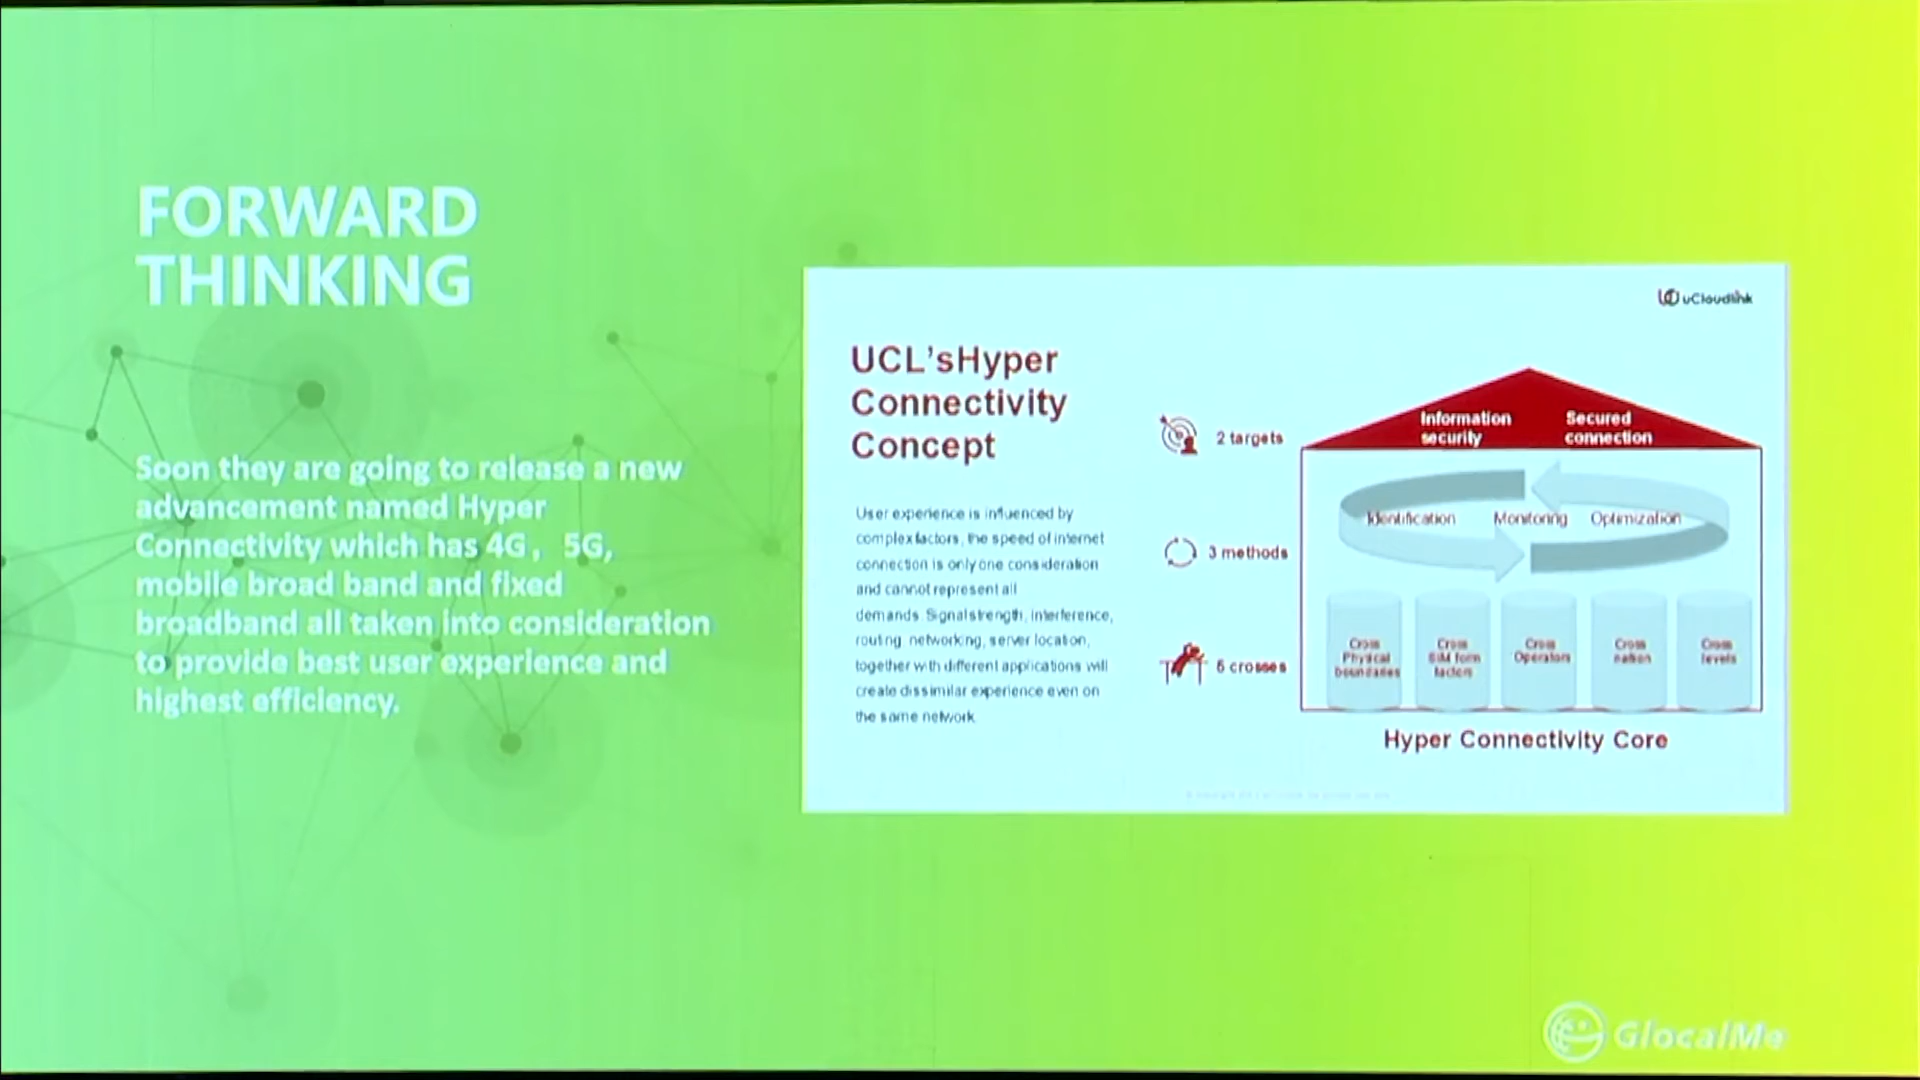 FORWARD
THINKING
Soon they are going to release a new
advancement named Hyper
Connectivity which has 4G， 5G,
mobile broad band and fixed
broadband all taken into consideration
to provide best user experience and
highest efficiency.
uCloudlink
UCL'sHyper
Connectivity
Concept
User experience is influenced by
complex factors, the speed of internet
connection is only one consideration
and cannot represent all
demands. Signal strength, interference,
routing, networking, server location,
together with different applications will
create dissimilar experience even on
the same network
2 targets
3 methods
5 crosses
Information
security
Secured
connection
Identification
Monitoring
Optimization
Cross
Physical
boundaries
Cross
SIM form
factors
Cross
Operators
Cross
nation
Cross
levels
Hyper Connectivity Core
GlocalMe